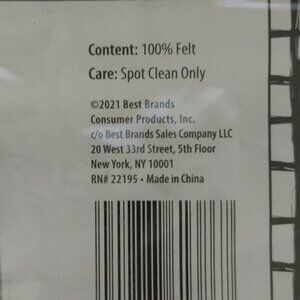 Content: 100% Felt
Care: Spot Clean Only
©2021 Best Brands
Consumer Products, Inc.
c/o Best Brands Sales Company LLC
20 West 33rd Street, 5th Floor
New York, NY 10001
RN# 22195 • Made in China